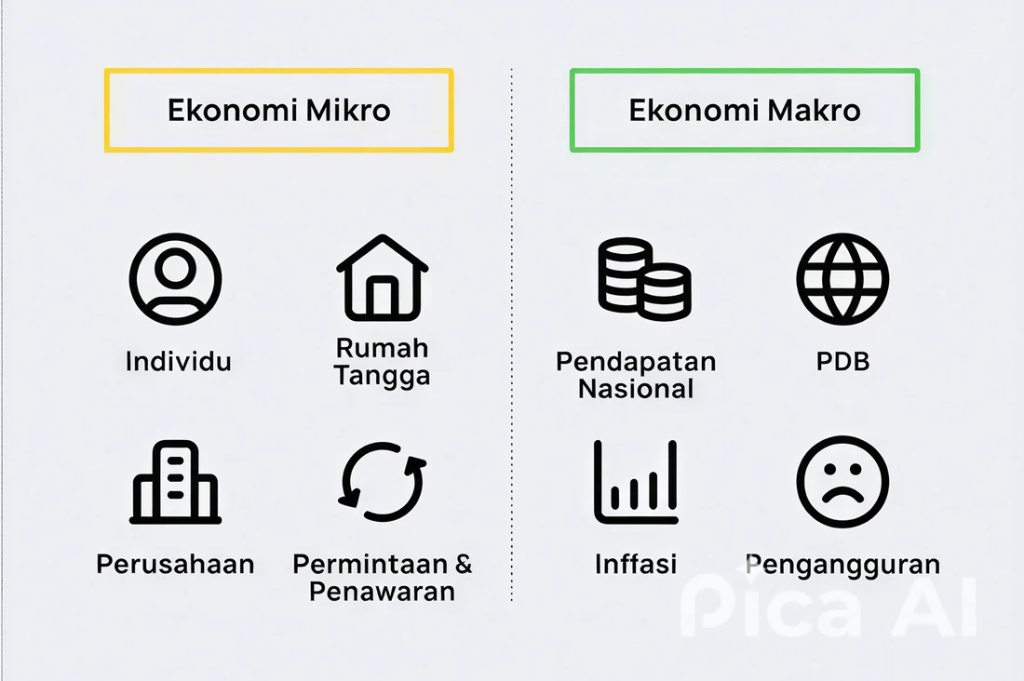 Ekonomi Mikro
Ekonomi Makro
Individu
Rumah
Tangga
Pendapatan
Nasional
PDB
Perusahaan
Permintaan &
Penawaran
Inffasi
Pengangguran
Pica AI